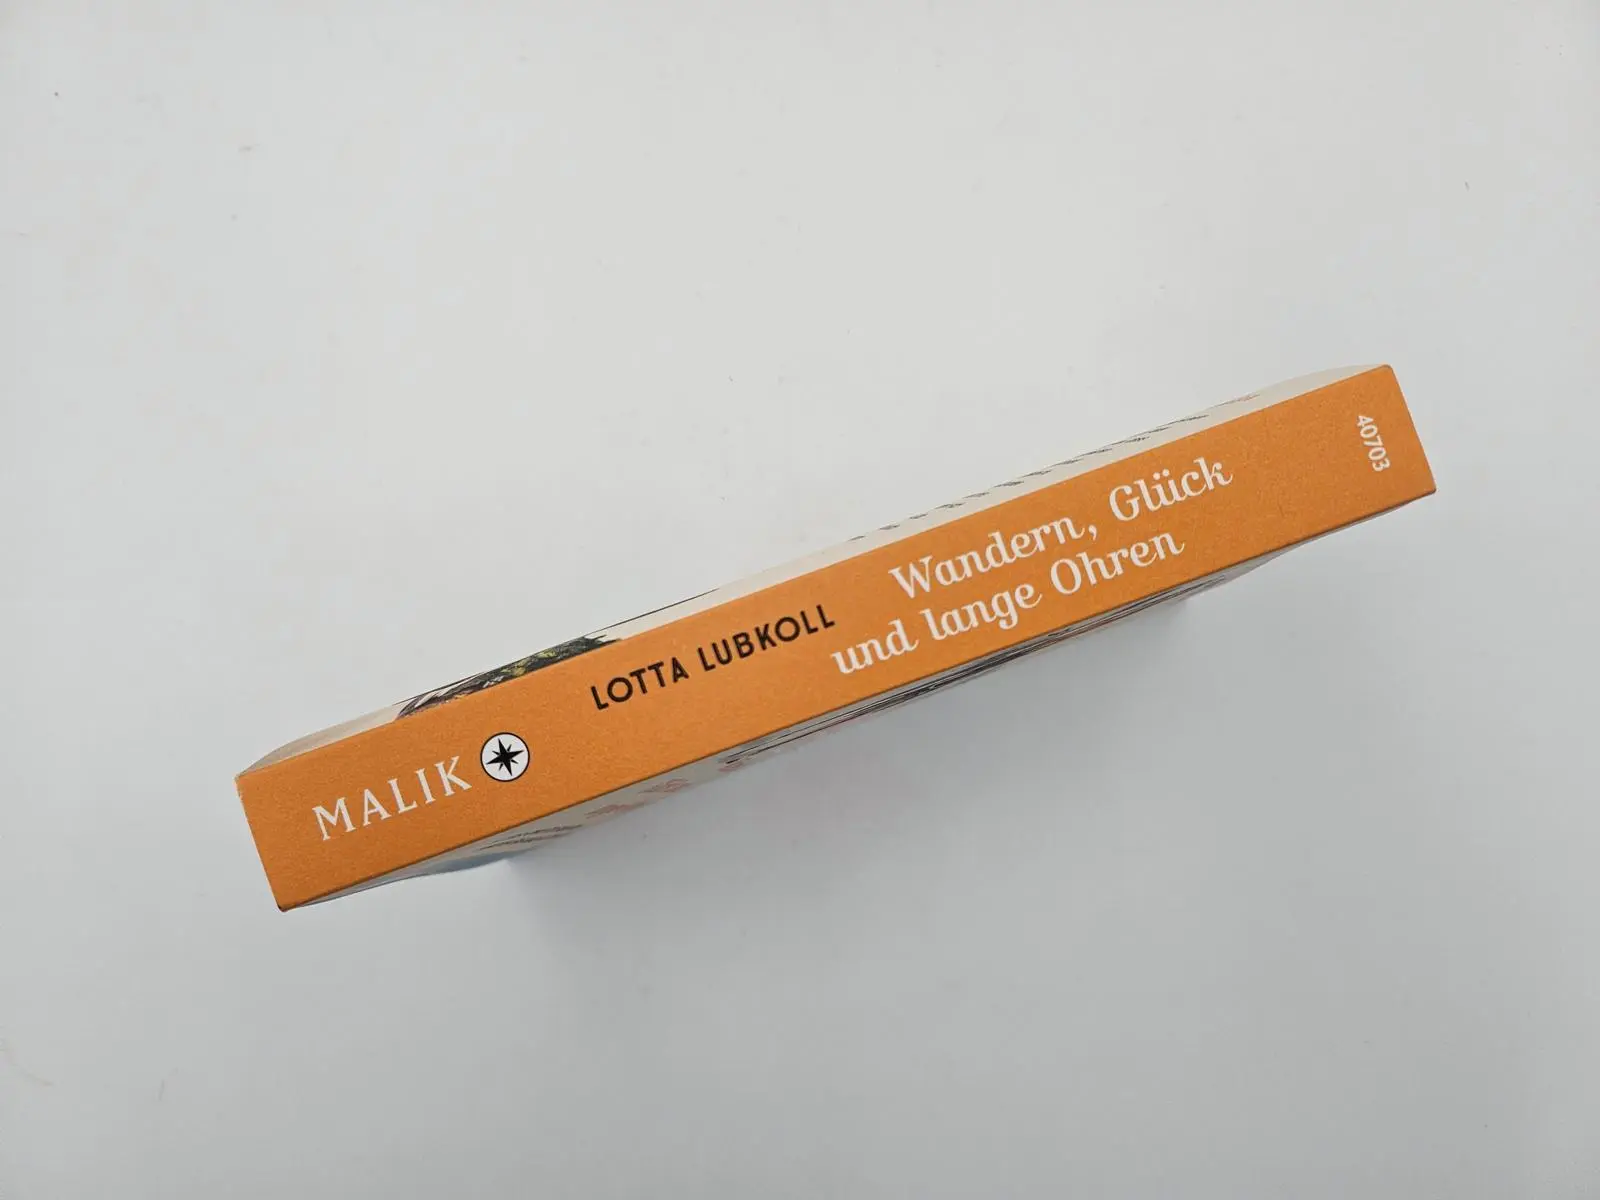 MALIK
LOTTA LUBKOLL
Wandern, Glück
und lange Ohren
40703